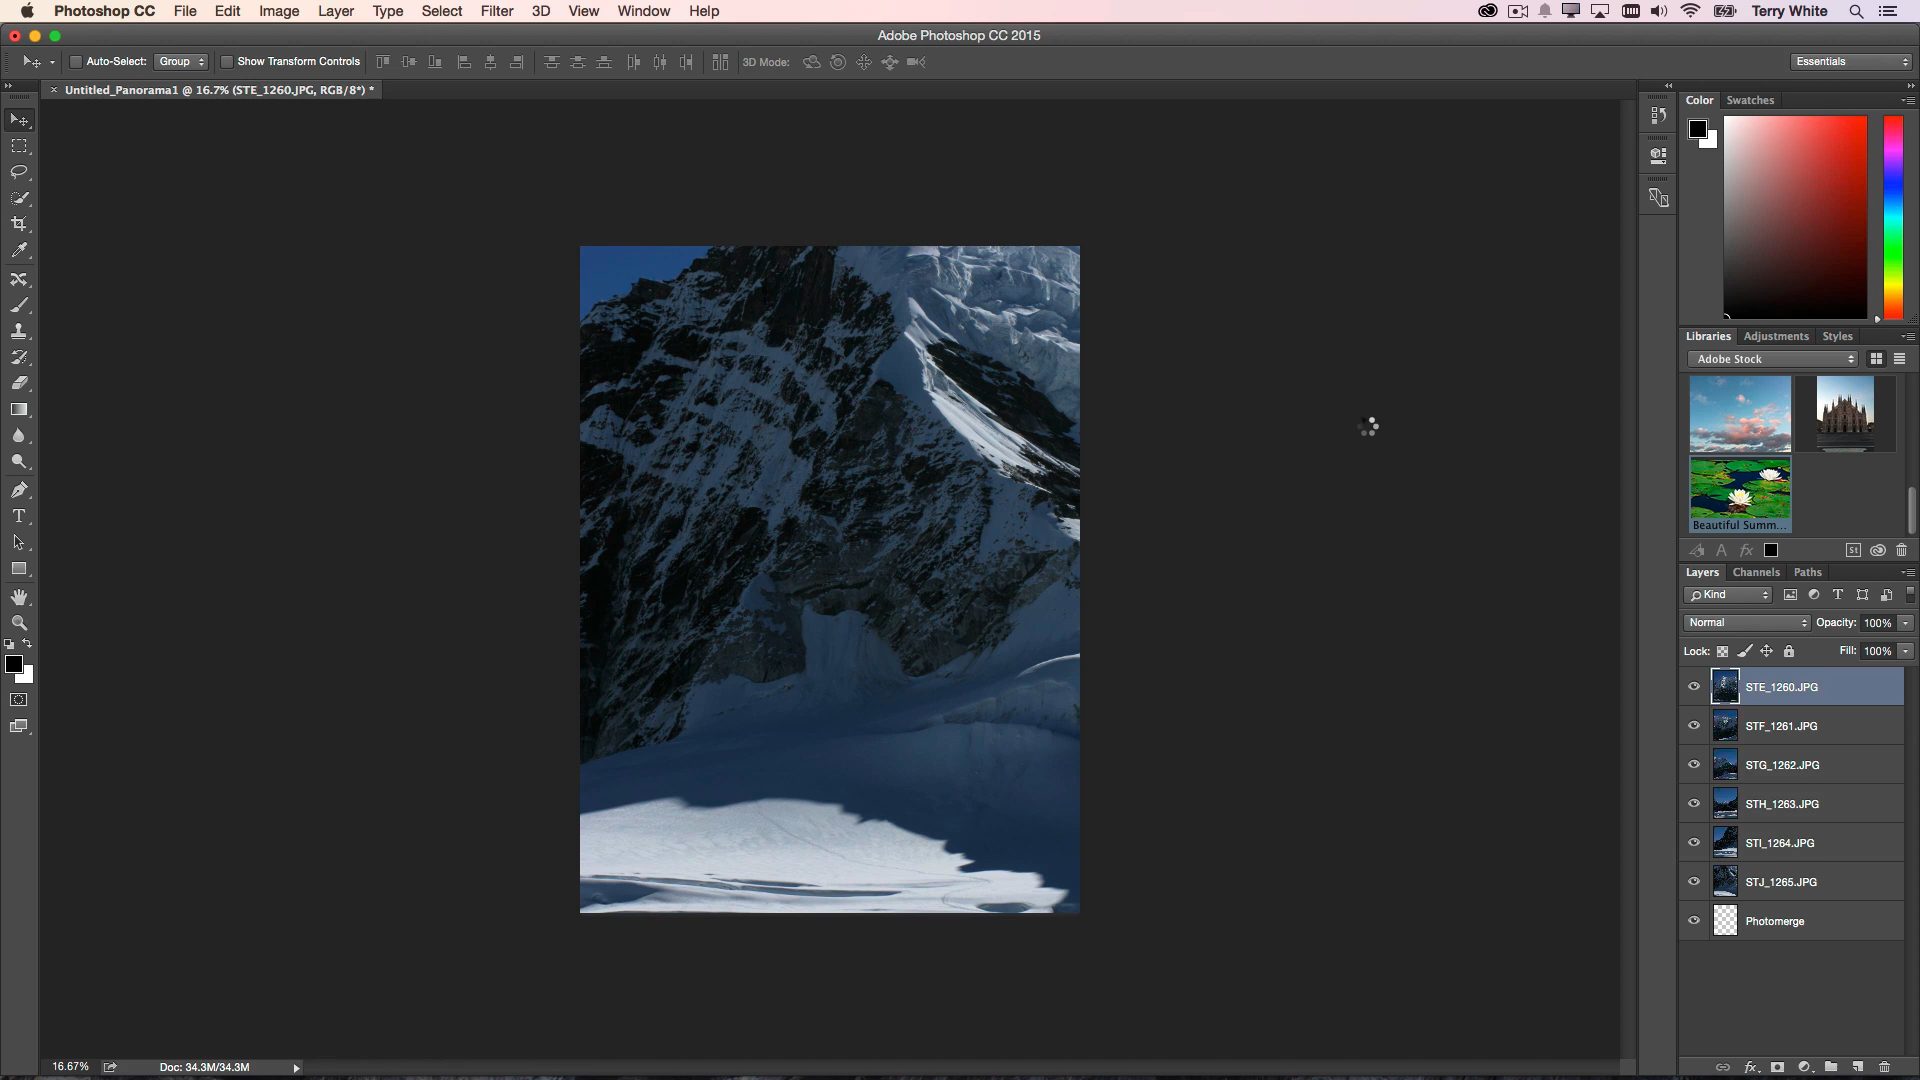 Photoshop CC File Edit Image Layer Type Select Filter 3D View Window Help Terry White
Adobe Photoshop CC 2015
Auto-Select: Group Show Transform Controls 3D Mode: Essentials
× Untitled_Panorama1 @ 16.7% (STE_1260.JPG, RGB/8*) *
Color Swatches
Libraries Adjustments Styles
Adobe Stock
Beautiful Summ...
A fx St
Layers Channels Paths
Kind T
Normal Opacity: 100%
Lock: Fill: 100%
STE_1260.JPG
STF_1261.JPG
STG_1262.JPG
STH_1263.JPG
STI_1264.JPG
STJ_1265.JPG
Photomerge
T
16.67% Doc: 34.3M/34.3M
fx